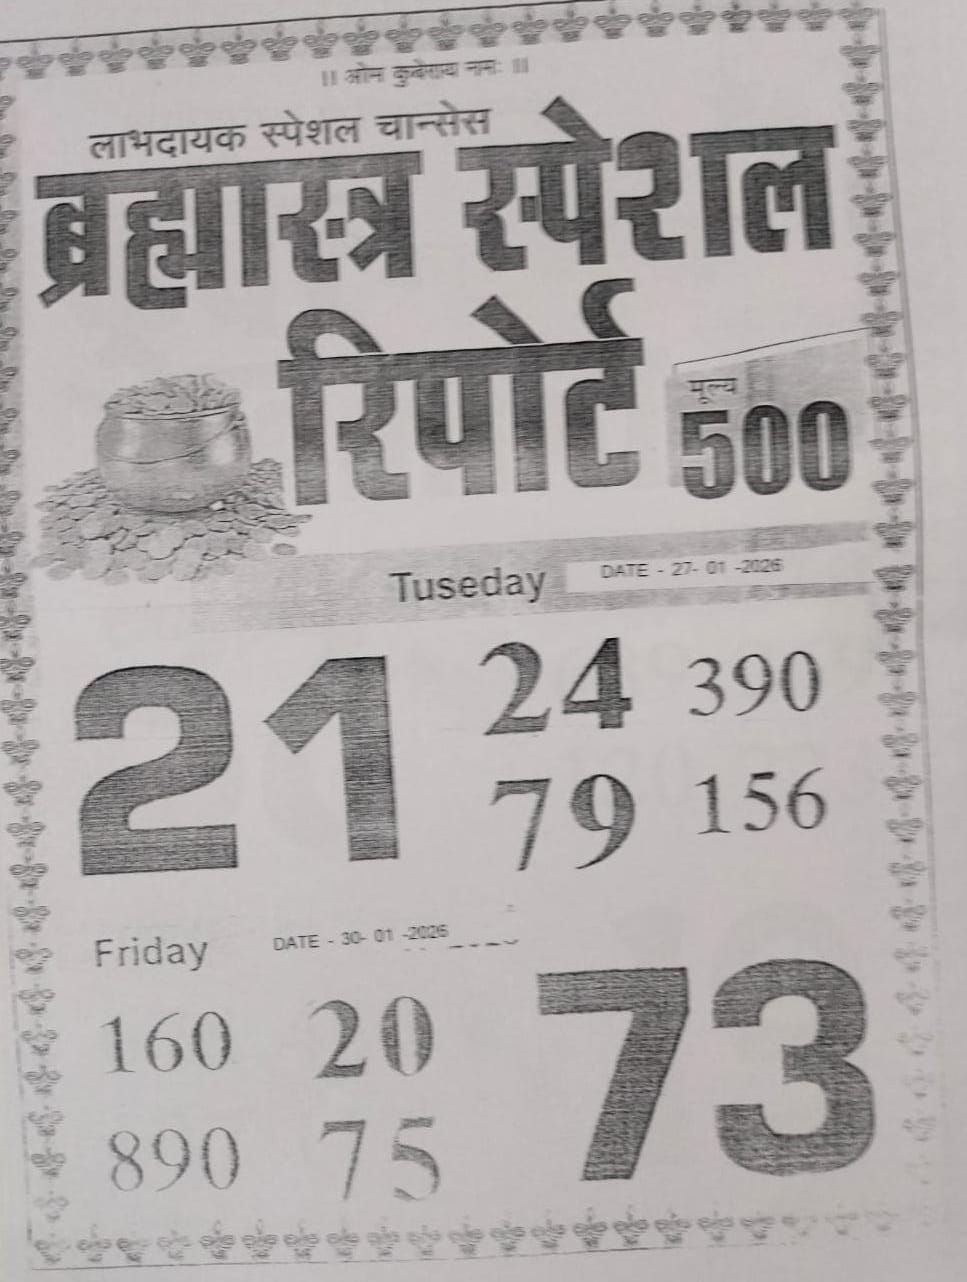 ॥ ओम कुबेराय नमः ॥
लाभदायक स्पेशल चान्सेस
ब्रह्मास्त्र स्पेशल
रिपोर्ट
मूल्य
500
Tuseday DATE - 27- 01 -2026
21 24 390
79 156
Friday DATE - 30- 01 -2026
160 20 73
890 75